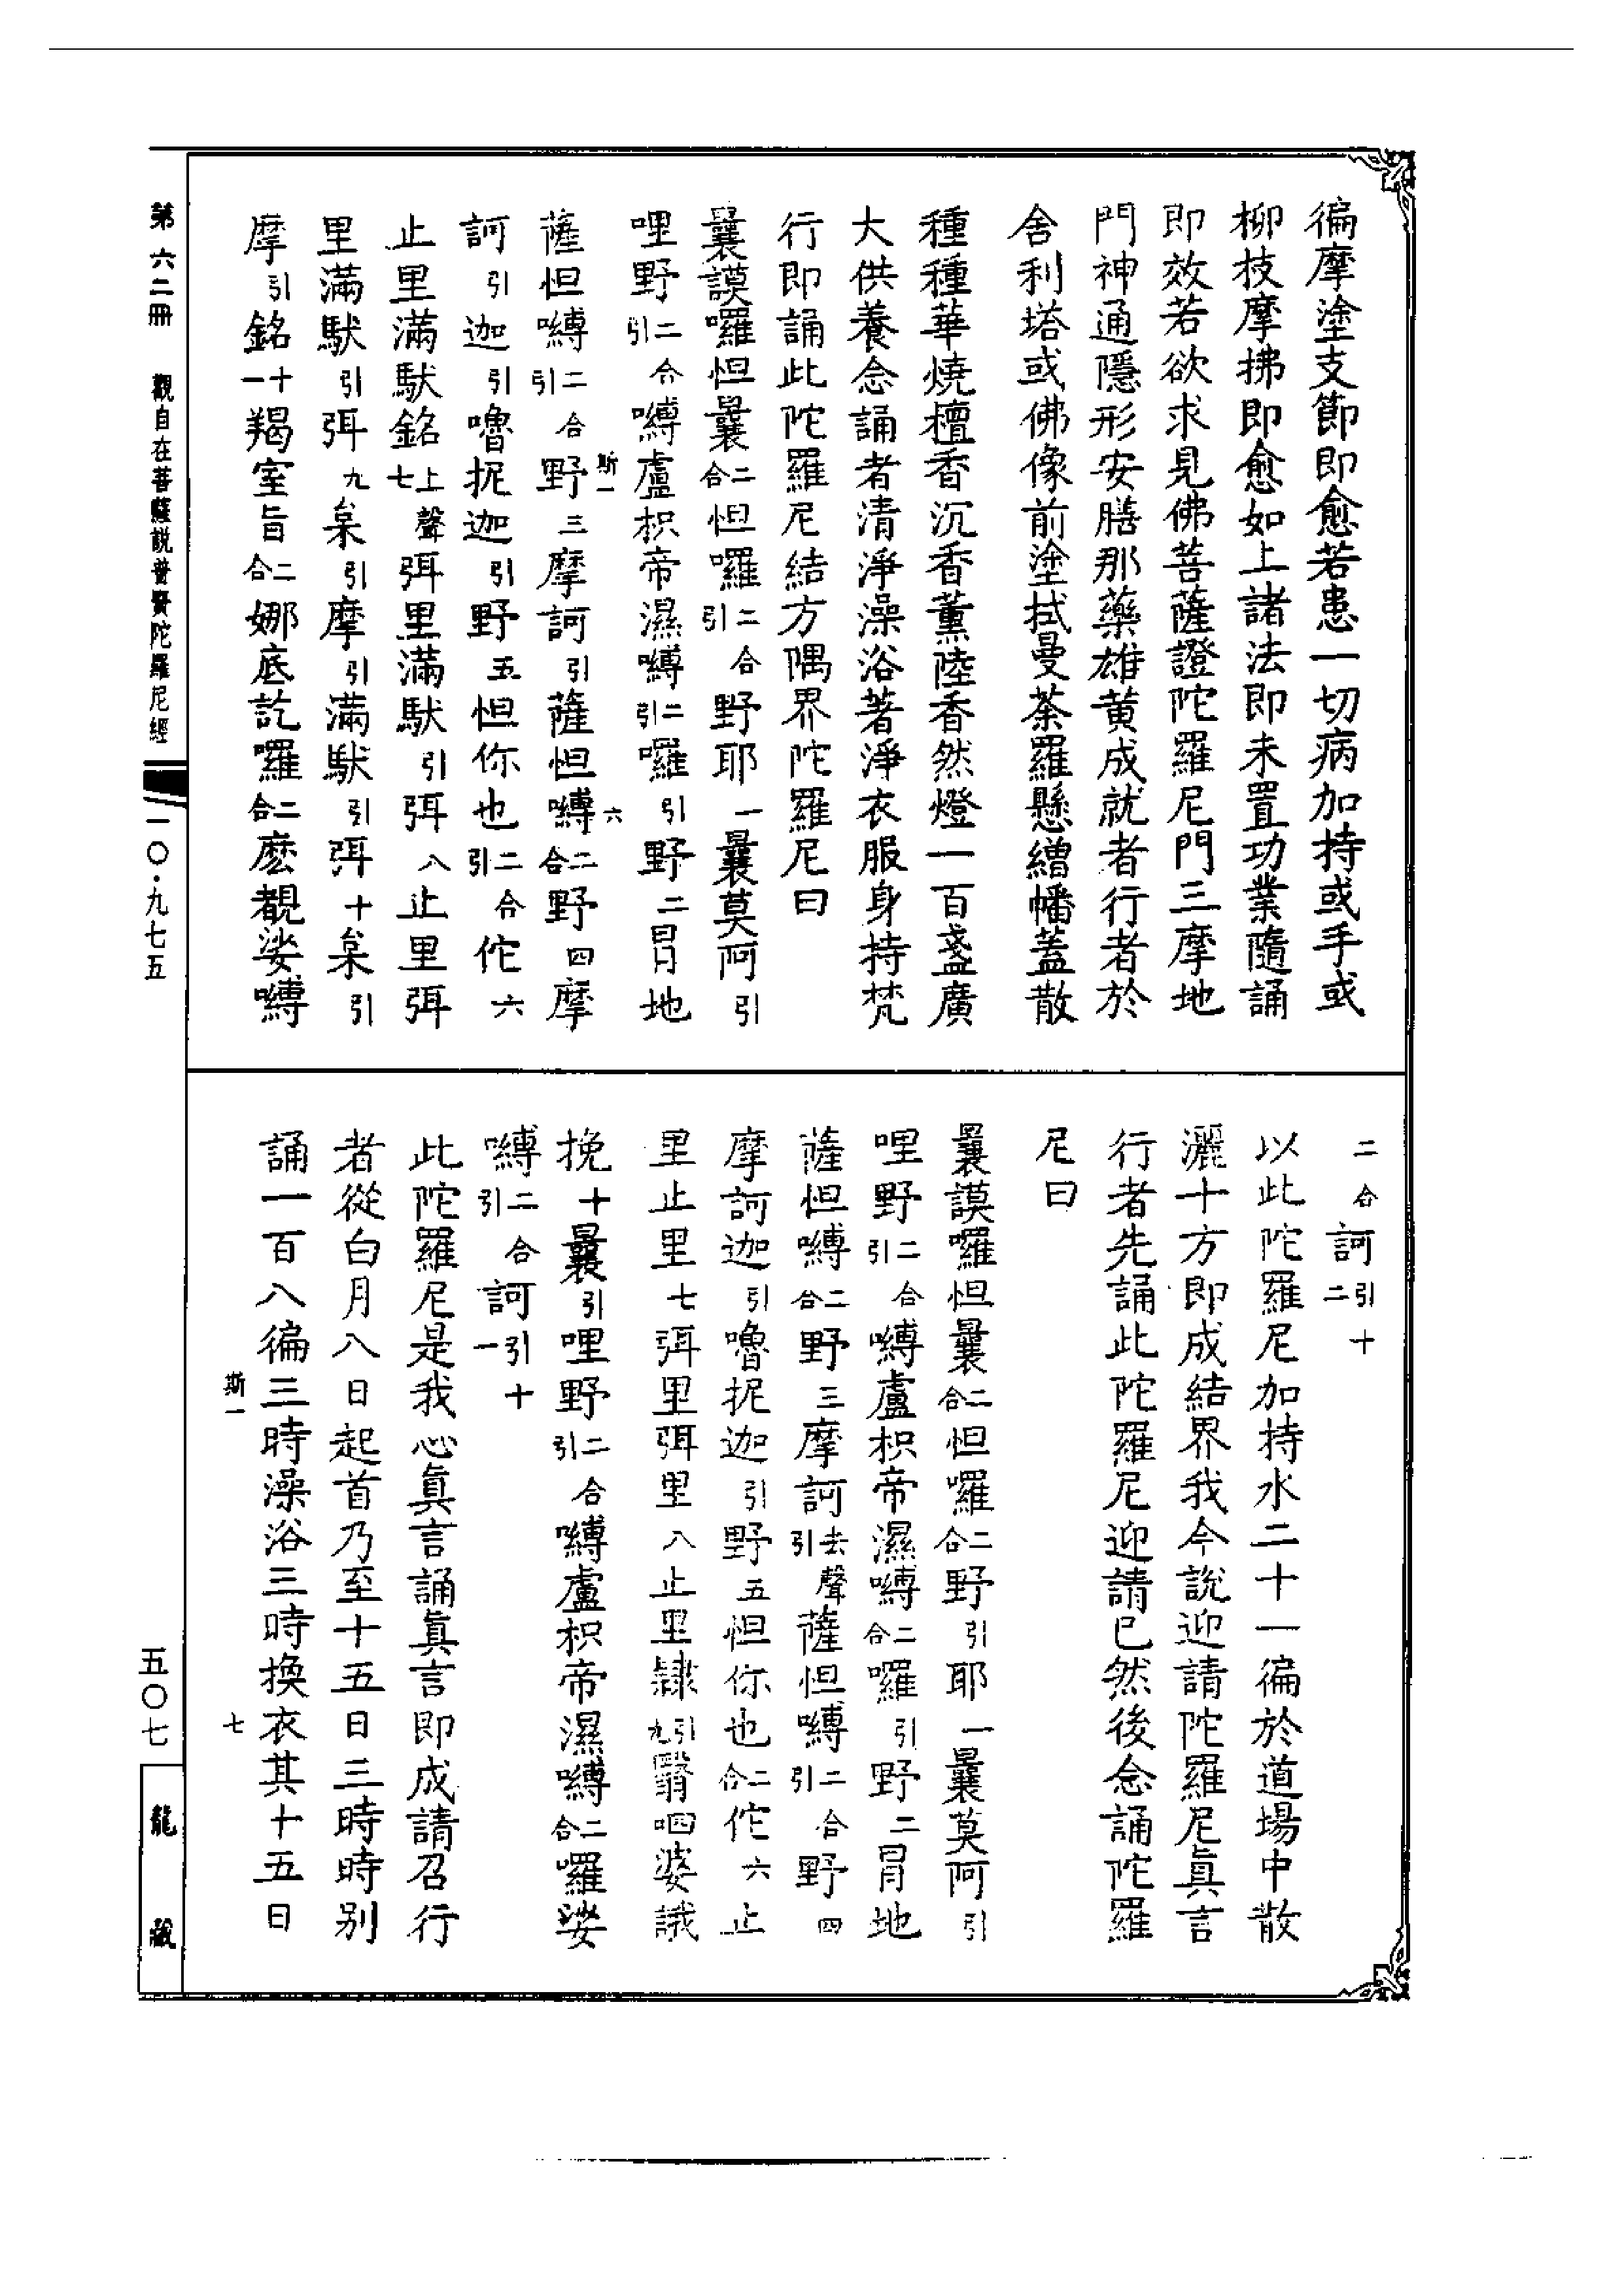 徧摩塗支節即愈若患一切病加持或手或
柳技摩拂即愈如上諸法即未置功業隨誦
即效若欲求見佛菩薩證陀羅尼門三摩地
門神通隱形安膳那藥雄黃成就者行者於
舍利塔或佛像前塗拭曼荼羅懸繒幡蓋散
種種華燒檀香沉香薰陸香然燈一百盞廣
大供養念誦者清淨澡浴著淨衣服身持梵
行即誦此陀羅尼結方隅界陀羅尼曰
曩謨囉怛曩二合怛囉二合引野耶一曩莫阿引
哩野二合引嚩盧枳帝濕嚩二引囉引野二冐地
斯一
六
薩怛嚩二合引野三摩訶引薩怛嚩二合野四摩
訶引迦引嚕抳迦引野五怛你也二合引佗六
止里滿馱銘上聲七弭里滿馱引弭八止里弭
里滿馱引弭九枲引摩引滿馱引弭十枲引
摩引銘十一羯室旨二合娜底訖囉二合麽覩娑嚩
二合訶引十二
以此陀羅尼加持水二十一徧於道場中散
灑十方即成結界我今說迎請陀羅尼眞言
行者先誦此陀羅尼迎請已然後念誦陀羅
尼曰
曩謨囉怛曩二合怛囉二合野引耶一曩莫阿引
哩野二合引嚩盧枳帝濕嚩二合囉引野二冐地
薩怛嚩二合野三摩訶去聲引薩怛嚩二合引野四
摩訶迦引嚕抳迦引野五怛你也二合佗六止
里止里七弭里弭里八止里隸引九翳呬婆誐
挽十曩引哩野二合引嚩盧枳帝濕嚩二合囉娑
嚩二合引訶引十一
此陀羅尼是我心眞言誦眞言即成請召行
者從白月八日起首乃至十五日三時時别
誦一百八徧三時澡浴三時換衣其十五日
斯一
七
第六二冊
觀自在菩薩説普賢陀羅尼經
一〇·九七五
五〇七
龍藏